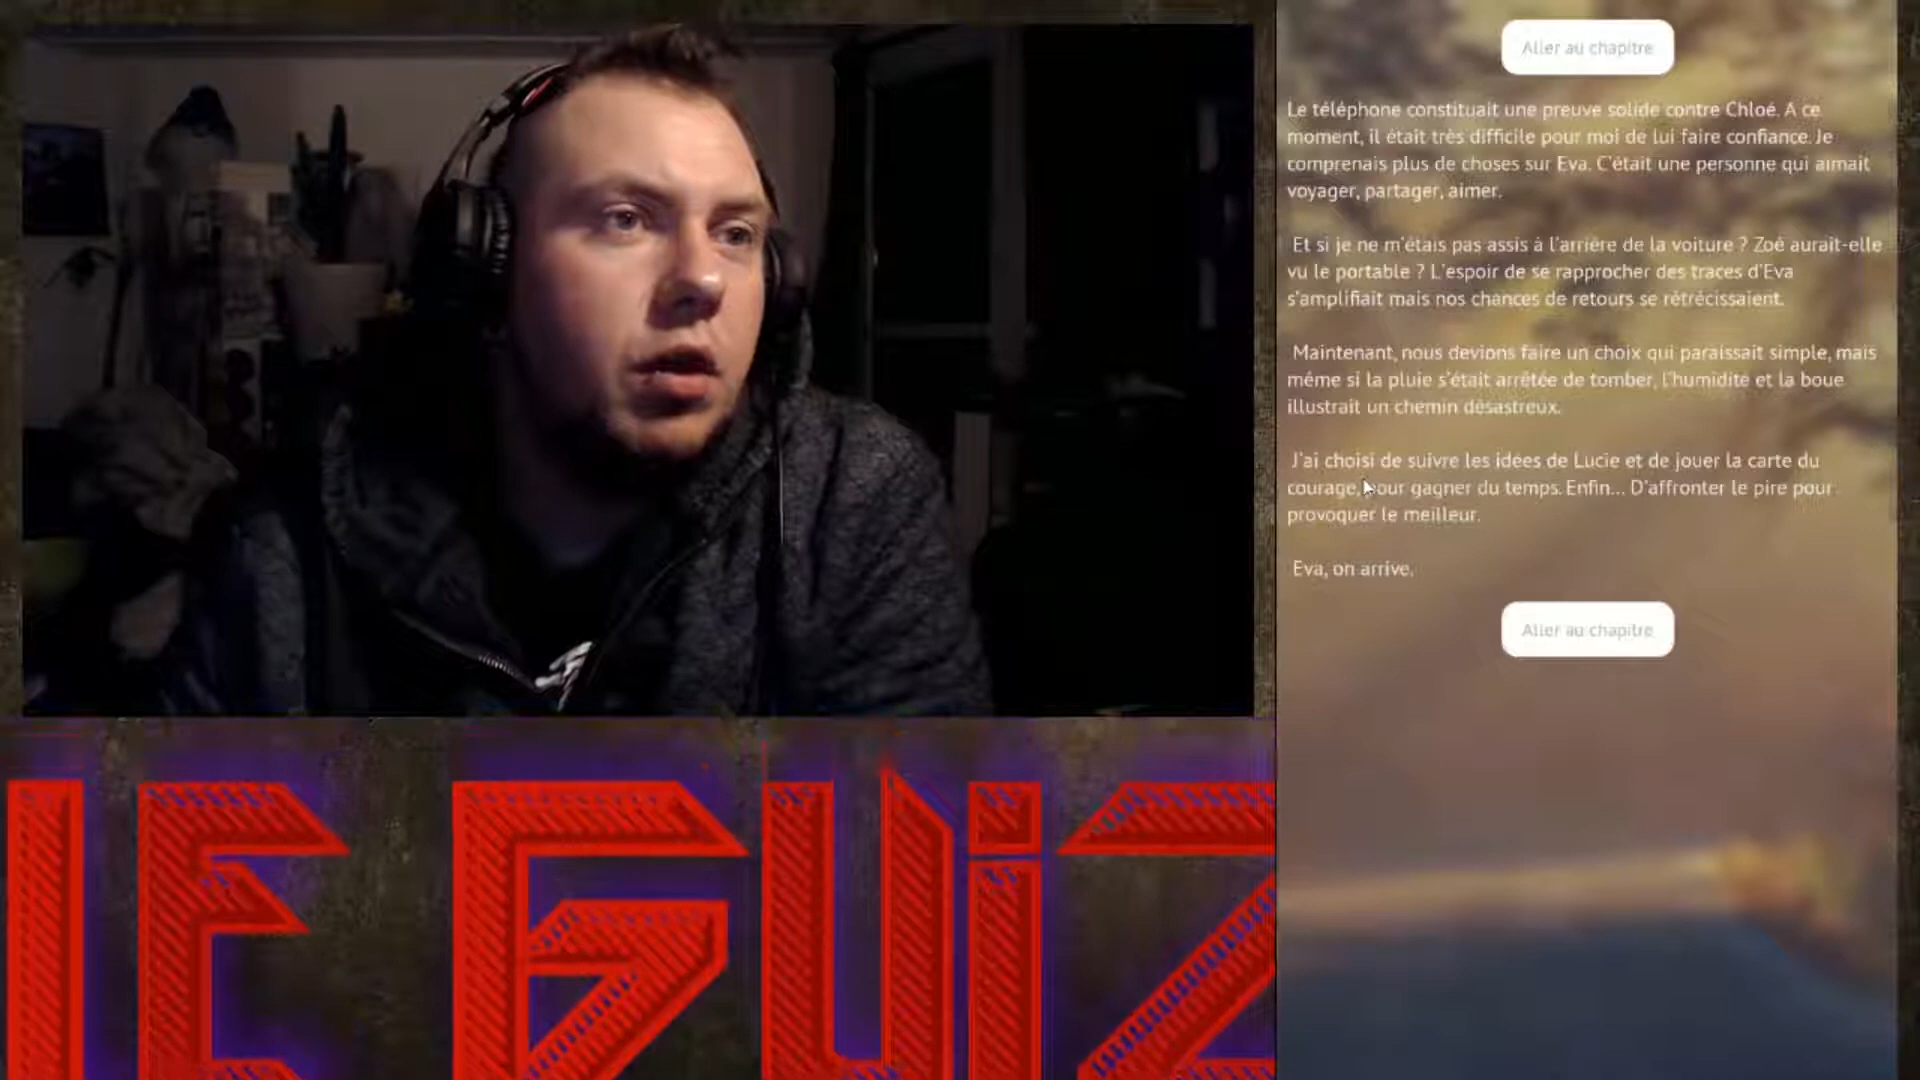 Aller au chapitre
Le téléphone constituait une preuve solide contre Chloé. A ce
moment, il était très difficile pour moi de lui faire confiance. Je
comprenais plus de choses sur Eva. C'était une personne qui aimait
voyager, partager, aimer.
Et si je ne m'étais pas assis à l'arrière de la voiture ? Zoé aurait-elle
vu le portable ? L'espoir de se rapprocher des traces d'Eva
s'amplifiait mais nos chances de retours se rétrécissaient.
Maintenant, nous devions faire un choix qui paraissait simple, mais
même si la pluie s'était arrêtée de tomber, l'humidité et la boue
illustrait un chemin désastreux.
J'ai choisi de suivre les idées de Lucie et de jouer la carte du
courage, pour gagner du temps. Enfin... D'affronter le pire pour
provoquer le meilleur.
Eva, on arrive.
Aller au chapitre
LE GUIZ